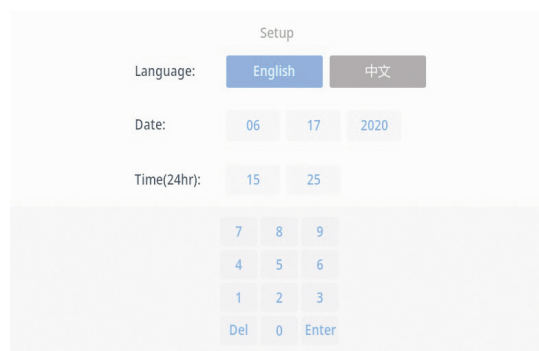 Setup
Language: English 中文
Date: 06 17 2020
Time(24hr): 15 25
7 8 9
4 5 6
1 2 3
Del 0 Enter